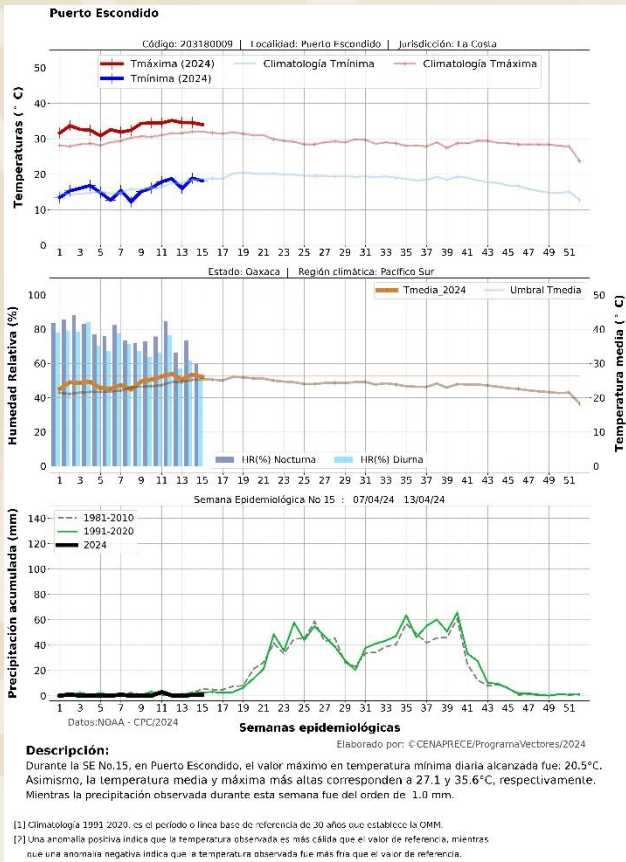 Puerto Escondido
Código: 203180009 | Localidad: Puerto Escondido | Jurisdicción: La Costa
Tmáxima (2024)
Tmínima (2024)
Climatología Tmínima
Climatología Tmáxima
Temperaturas (° C)
50
40
30
20
10
0
1 3 5 7 9 11 13 15 17 19 21 23 25 27 29 31 33 35 37 39 41 43 45 47 49 51
Estado: Oaxaca | Región climática: Pacífico Sur
Tmedia_2024
Umbral Tmedia
Humedad Relativa (%)
100
80
60
40
20
0
Temperatura media (° C)
50
40
30
20
10
0
HR(%) Nocturna
HR(%) Diurna
1 3 5 7 9 11 13 15 17 19 21 23 25 27 29 31 33 35 37 39 41 43 45 47 49 51
Semana Epidemiológica No 15 : 07/04/24 13/04/24
1981-2010
1991-2020
2024
Precipitación acumulada (mm)
140
120
100
80
60
40
20
0
1 3 5 7 9 11 13 15 17 19 21 23 25 27 29 31 33 35 37 39 41 43 45 47 49 51
Datos:NOAA - CPC/2024
Semanas epidemiológicas
Elaborado por: ©CENAPRECE/ProgramaVectores/2024
Descripción:
Durante la SE No.15, en Puerto Escondido, el valor máximo en temperatura mínima diaria alcanzada fue: 20.5°C.
Asimismo, la temperatura media y máxima más altas corresponden a 27.1 y 35.6°C, respectivamente.
Mientras la precipitación observada durante esta semana fue del orden de 1.0 mm.
[1] Climatología 1991-2020, es el período o linea base de referencia de 30 años que establece la OMM.
[2] Una anomalía positiva indica que la temperatura observada es más cálida que el valor de referencia, mientras
que una anomalía negativa indica que la temperatura observada fue más fría que el valor de referencia.